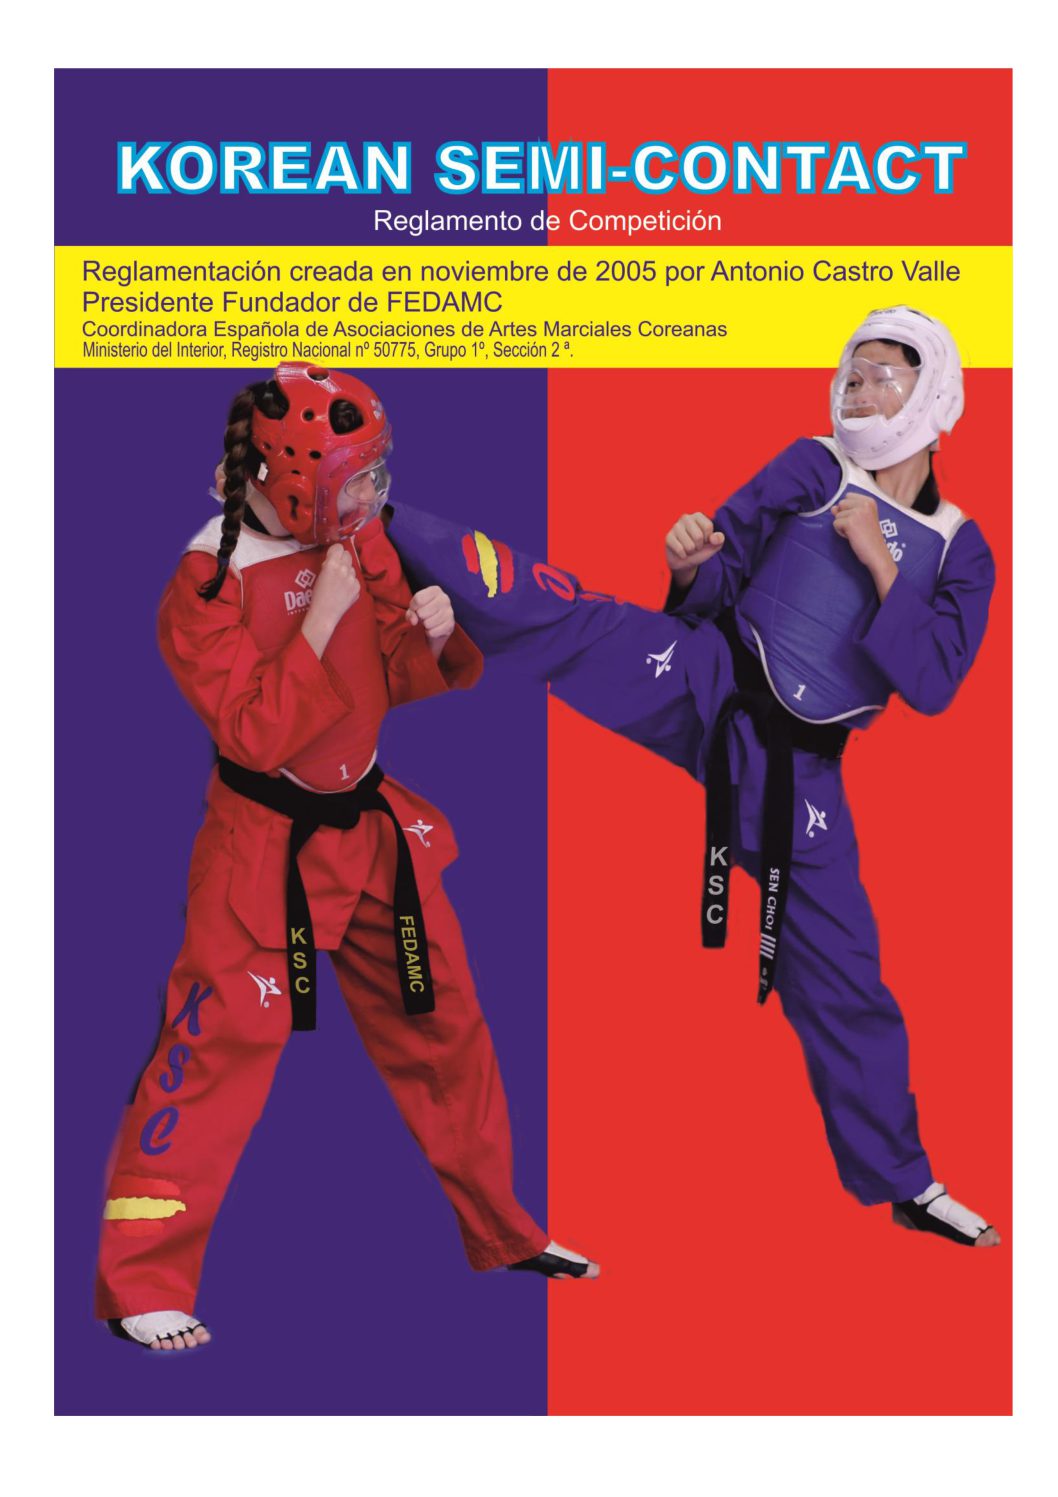 KOREAN SEMI-CONTACT
Reglamento de Competición
Reglamentación creada en noviembre de 2005 por Antonio Castro Valle
Presidente Fundador de FEDAMC
Coordinadora Española de Asociaciones de Artes Marciales Coreanas
Ministerio del Interior, Registro Nacional nº 50775, Grupo 1º, Sección 2 ª.
1
1
KSC
SEN CHOI
KSC
FEDAMC
KSC